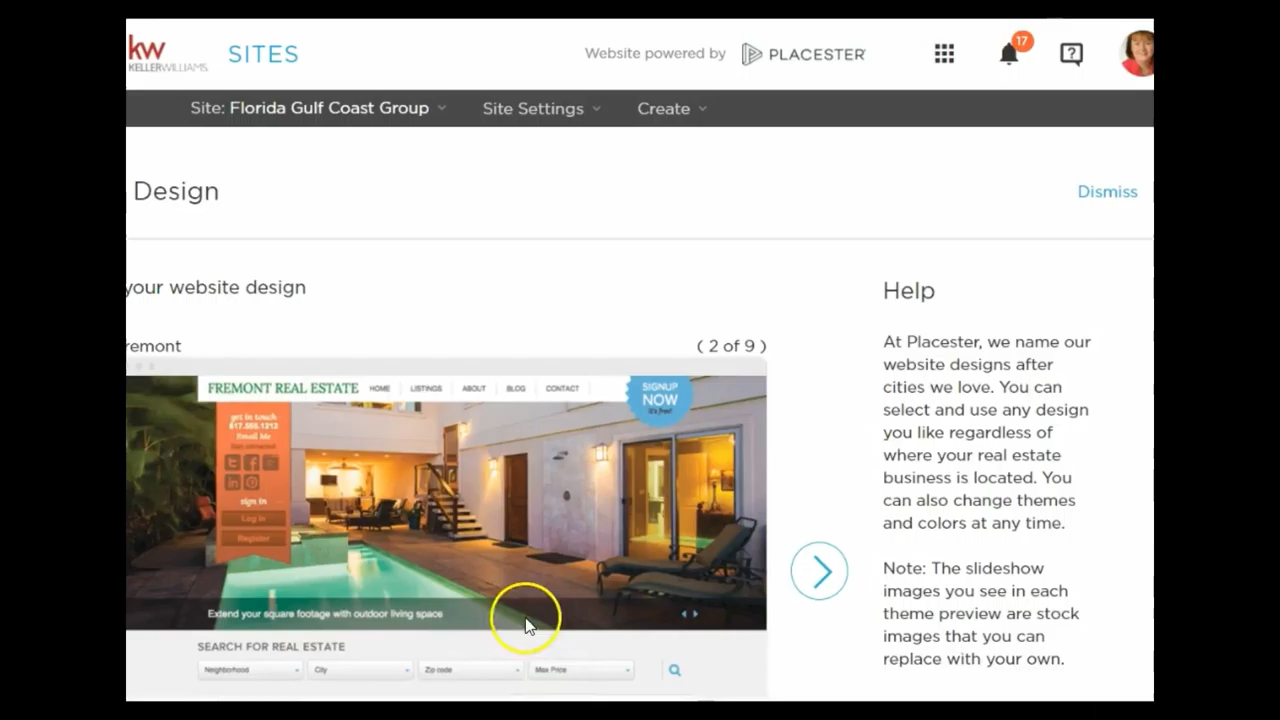 kw
KELLERWILLIAMS.
SITES
Website powered by PLACESTER
17
?
Site: Florida Gulf Coast Group
Site Settings
Create
Design
Dismiss
your website design
Help
remont
( 2 of 9 )
FREMONT REAL ESTATE
HOME
LISTINGS
ABOUT
BLOG
CONTACT
SIGNUP
NOW
it's free!
get in touch
617.555.1212
Email Me
sign in
Log in
Register
Extend your square footage with outdoor living space
SEARCH FOR REAL ESTATE
Neighborhood
City
Zip code
Max Price
At Placester, we name our
website designs after
cities we love. You can
select and use any design
you like regardless of
where your real estate
business is located. You
can also change themes
and colors at any time.
Note: The slideshow
images you see in each
theme preview are stock
images that you can
replace with your own.